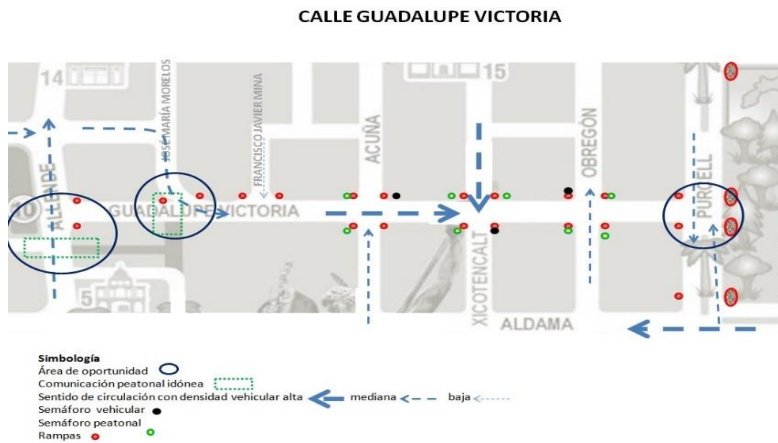 CALLE GUADALUPE VICTORIA
14
JOSÉ MARÍA MORELOS
FRANCISCO JAVIER MINA
ACUÑA
15
OBREGÓN
PURCELL
ALLENDE
10
GUADALUPE VICTORIA
5
XICOTENCALT
ALDAMA
Simbología
Área de oportunidad
Comunicación peatonal idónea
Sentido de circulación con densidad vehicular alta mediana baja
Semáforo vehicular
Semáforo peatonal
Rampas